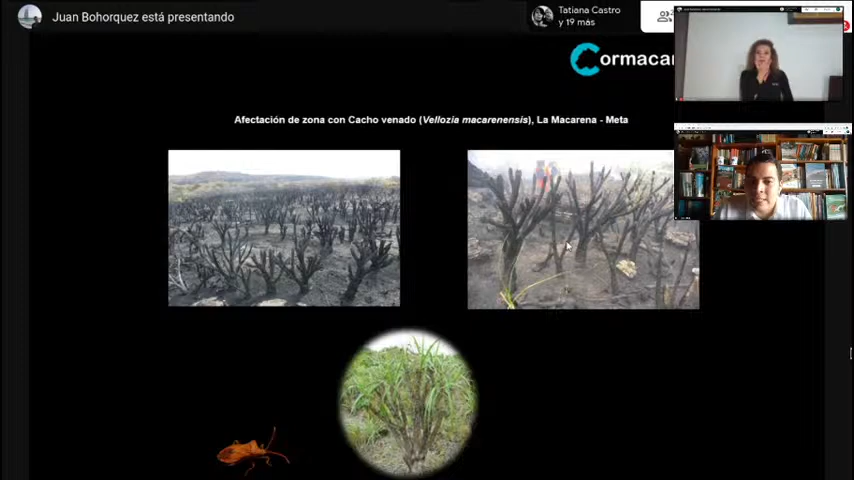 Juan Bohorquez está presentando
Tatiana Castro
y 19 más
Cormacar
Afectación de zona con Cacho venado (Vellozia macarenensis), La Macarena - Meta